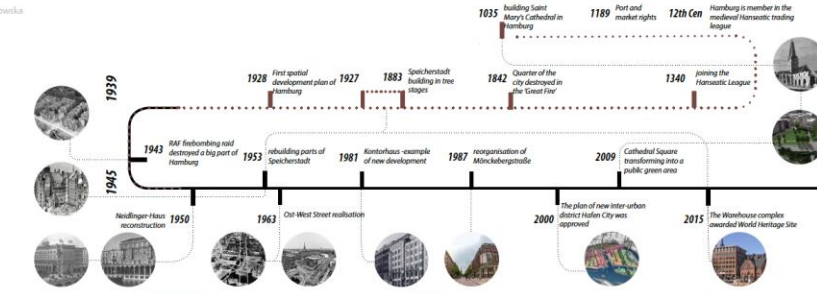 owska
1035
building Saint
Mary's Cathedral in
Hamburg
1189
Port and
market rights
12th Cen
Hamburg is member in the
medieval Hanseatic trading
league
1939
1928
First spatial
development plan of
Hamburg
1927
1883
Speicherstadt
building in tree
stages
1842
Quarter of the
city destroyed in
the 'Great Fire'
1340
joining the
Hanseatic League
1943
RAF firebombing raid
destroyed a big part of
Hamburg
1945
1953
rebuilding parts of
Speicherstadt
1981
Kontorhaus -example
of new development
1987
reorganisation of
Mönckebergstraße
2009
Cathedral Square
transforming into a
public green area
Neidlinger-Haus
reconstruction
1950
1963
Ost-West Street realisation
2000
The plan of new inter-urban
district Hafen City was
approved
2015
The Warehouse complex
awarded World Heritage Site